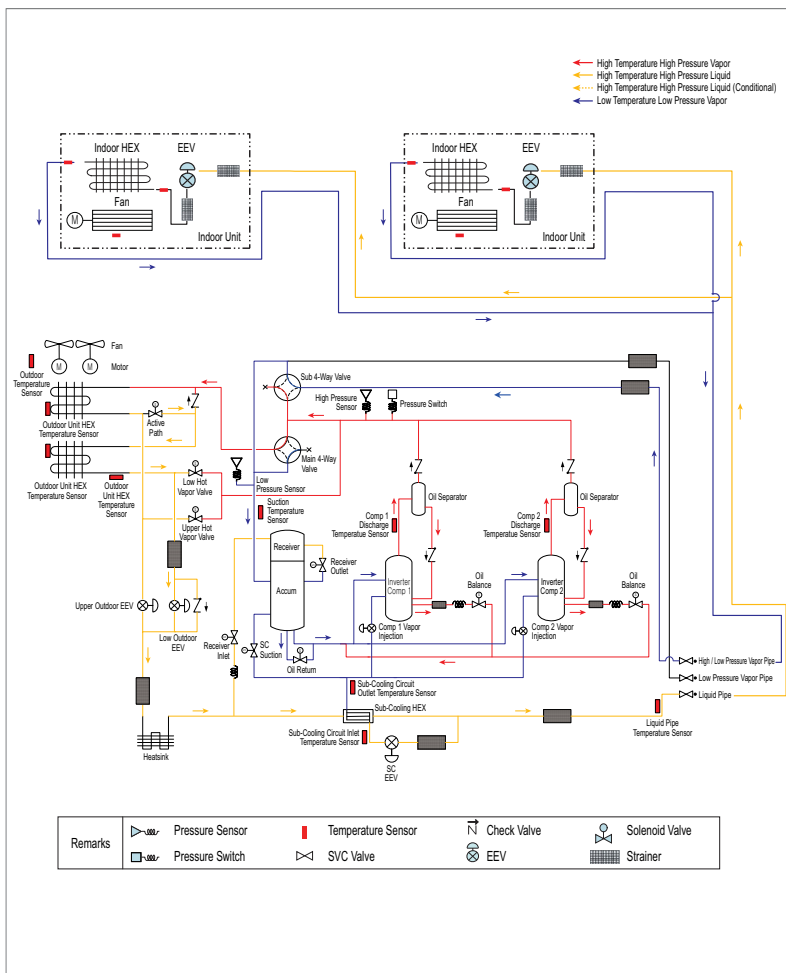 High Temperature High Pressure Vapor
High Temperature High Pressure Liquid
High Temperature High Pressure Liquid (Conditional)
Low Temperature Low Pressure Vapor
Indoor HEX
EEV
Fan
M
Indoor Unit
Indoor HEX
EEV
Fan
M
Indoor Unit
Fan
M
M
Motor
Outdoor
Temperature
Sensor
Sub 4-Way Valve
High Pressure
Sensor
Pressure Switch
Outdoor Unit HEX
Temperature Sensor
Active
Path
Main 4-Way
Valve
Outdoor Unit HEX
Temperature Sensor
Outdoor
Unit HEX
Temperature
Sensor
Low Hot
Vapor Valve
Low
Pressure Sensor
Suction
Temperature
Sensor
Upper Hot
Vapor Valve
Oil Separator
Oil Separator
Comp 1
Discharge
Temperatue Sensor
Comp 2
Discharge
Temperatue Sensor
Receiver
Receiver
Outlet
Accum
Inverter
Comp 1
Oil
Balance
Inverter
Comp 2
Oil
Balance
Upper Outdoor EEV
Low Outdoor
EEV
Receiver
Inlet
SC
Suction
Oil Return
Comp 1 Vapor
Injection
Comp 2 Vapor
Injection
High / Low Pressure Vapor Pipe
Low Pressure Vapor Pipe
Liquid Pipe
Sub-Cooling Circuit
Outlet Temperature Sensor
Sub-Cooling HEX
Liquid Pipe
Temperature Sensor
Sub-Cooling Circuit Inlet
Temperature Sensor
Heatsink
SC
EEV
Remarks
Pressure Sensor
Temperature Sensor
Check Valve
Solenoid Valve
Pressure Switch
SVC Valve
EEV
Strainer